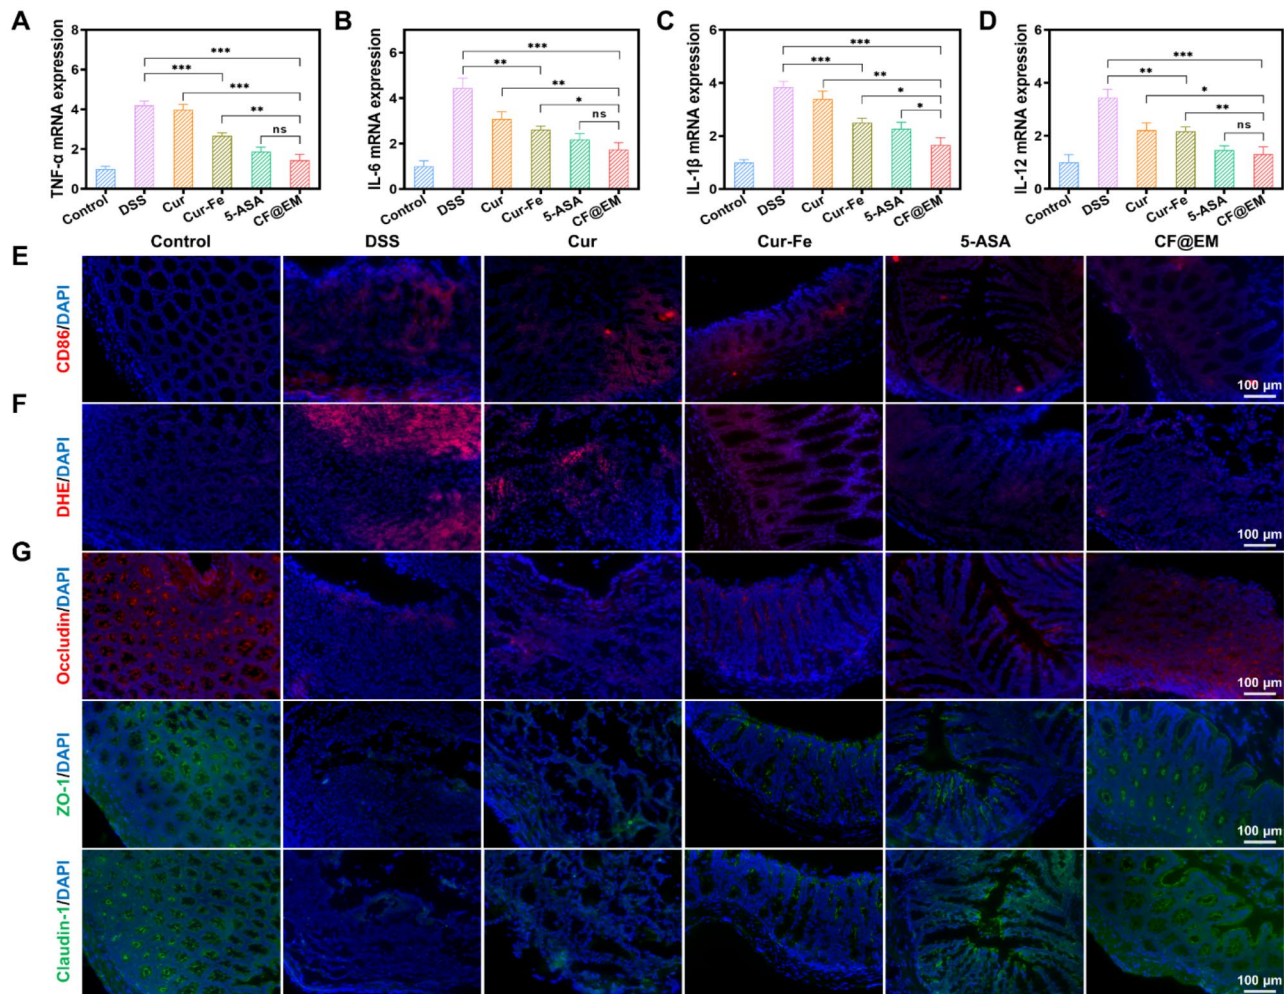 A
TNF-α mRNA expression
8
6
4
2
0
***
***
***
**
ns
Control
DSS
Cur
Cur-Fe
5-ASA
CF@EM
B
IL-6 mRNA expression
6
4
2
0
***
**
**
*
ns
Control
DSS
Cur
Cur-Fe
5-ASA
CF@EM
C
IL-1β mRNA expression
6
4
2
0
***
***
**
*
*
Control
DSS
Cur
Cur-Fe
5-ASA
CF@EM
D
IL-12 mRNA expression
6
4
2
0
***
**
*
**
ns
Control
DSS
Cur
Cur-Fe
5-ASA
CF@EM
Control DSS Cur Cur-Fe 5-ASA CF@EM
E
CD86/DAPI
100 μm
F
DHE/DAPI
100 μm
G
Occludin/DAPI
100 μm
ZO-1/DAPI
100 μm
Claudin-1/DAPI
100 μm